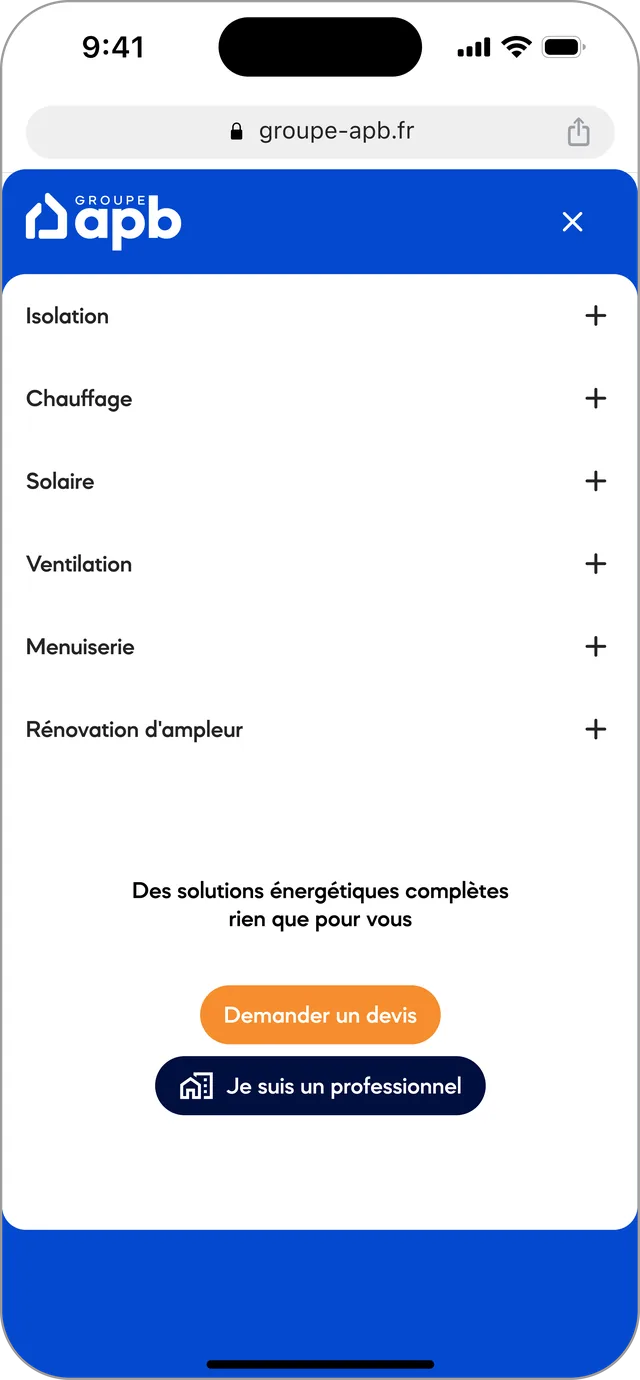 9:41
groupe-apb.fr
GROUPE
apb
Isolation
Chauffage
Solaire
Ventilation
Menuiserie
Rénovation d'ampleur
Des solutions énergétiques complètes
rien que pour vous
Demander un devis
Je suis un professionnel